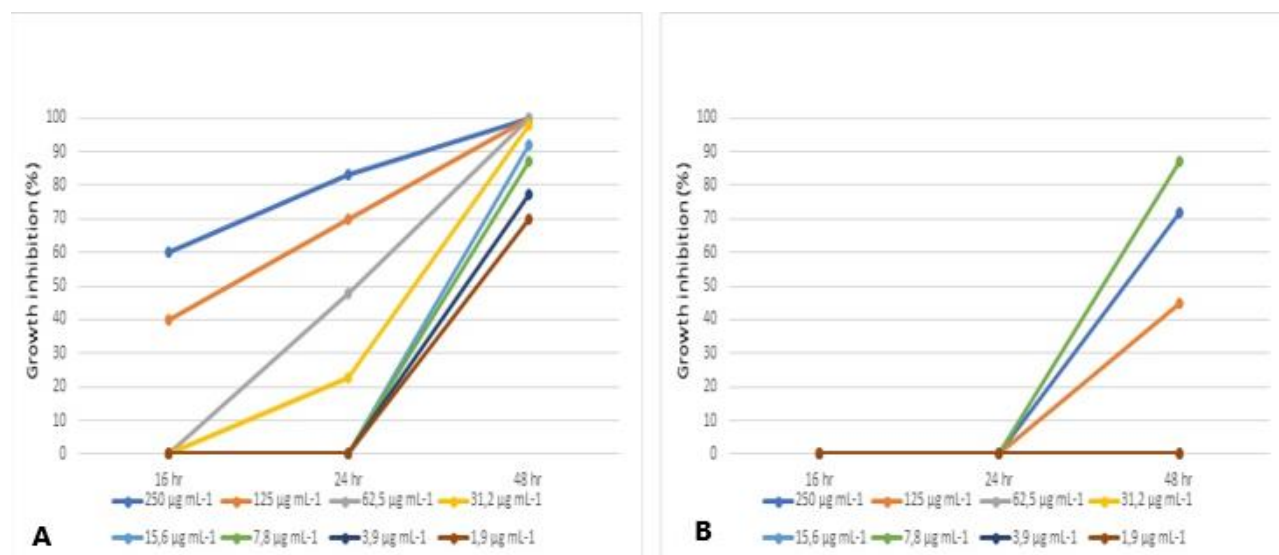 100
90
80
70
60
50
40
30
20
10
0
Growth inhibition (%)
16 hr 24 hr 48 hr
250 µg mL-1 125 µg mL-1 62,5 µg mL-1 31,2 µg mL-1
15,6 µg mL-1 7,8 µg mL-1 3,9 µg mL-1 1,9 µg mL-1
A
100
90
80
70
60
50
40
30
20
10
0
Growth inhibition (%)
16 hr 24 hr 48 hr
250 µg mL-1 125 µg mL-1 62,5 µg mL-1 31,2 µg mL-1
15,6 µg mL-1 7,8 µg mL-1 3,9 µg mL-1 1,9 µg mL-1
B